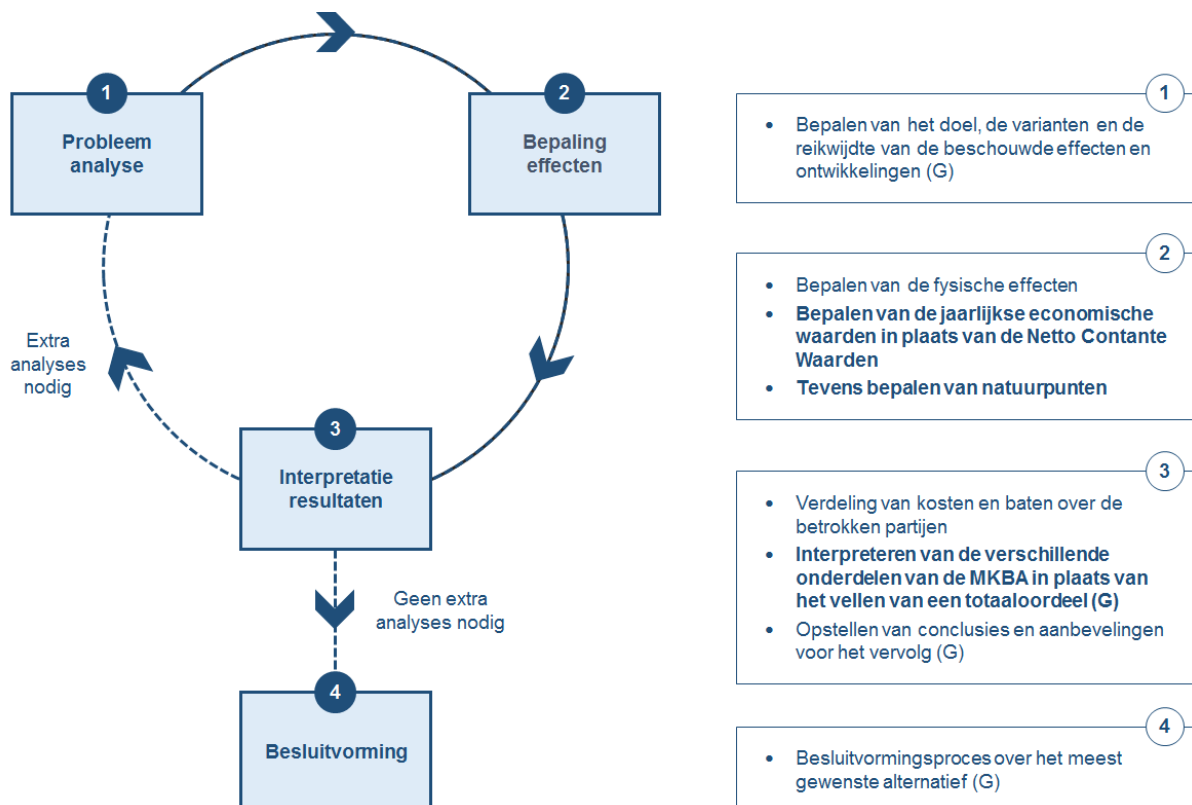 1
Probleem
analyse
2
Bepaling
effecten
Extra
analyses
nodig
3
Interpretatie
resultaten
Geen extra
analyses nodig
4
Besluitvorming
1
• Bepalen van het doel, de varianten en de
reikwijdte van de beschouwde effecten en
ontwikkelingen (G)
2
• Bepalen van de fysische effecten
• Bepalen van de jaarlijkse economische
waarden in plaats van de Netto Contante
Waarden
• Tevens bepalen van natuurpunten
3
• Verdeling van kosten en baten over de
betrokken partijen
• Interpreteren van de verschillende
onderdelen van de MKBA in plaats van
het vellen van een totaaloordeel (G)
• Opstellen van conclusies en aanbevelingen
voor het vervolg (G)
4
• Besluitvormingsproces over het meest
gewenste alternatief (G)